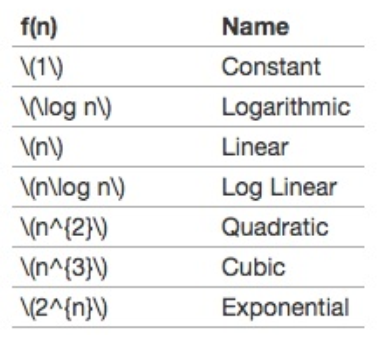 f(n) Name
\(1\) Constant
\(\log n\) Logarithmic
\(n\) Linear
\(n\log n\) Log Linear
\(n^{2}\) Quadratic
\(n^{3}\) Cubic
\(2^{n}\) Exponential